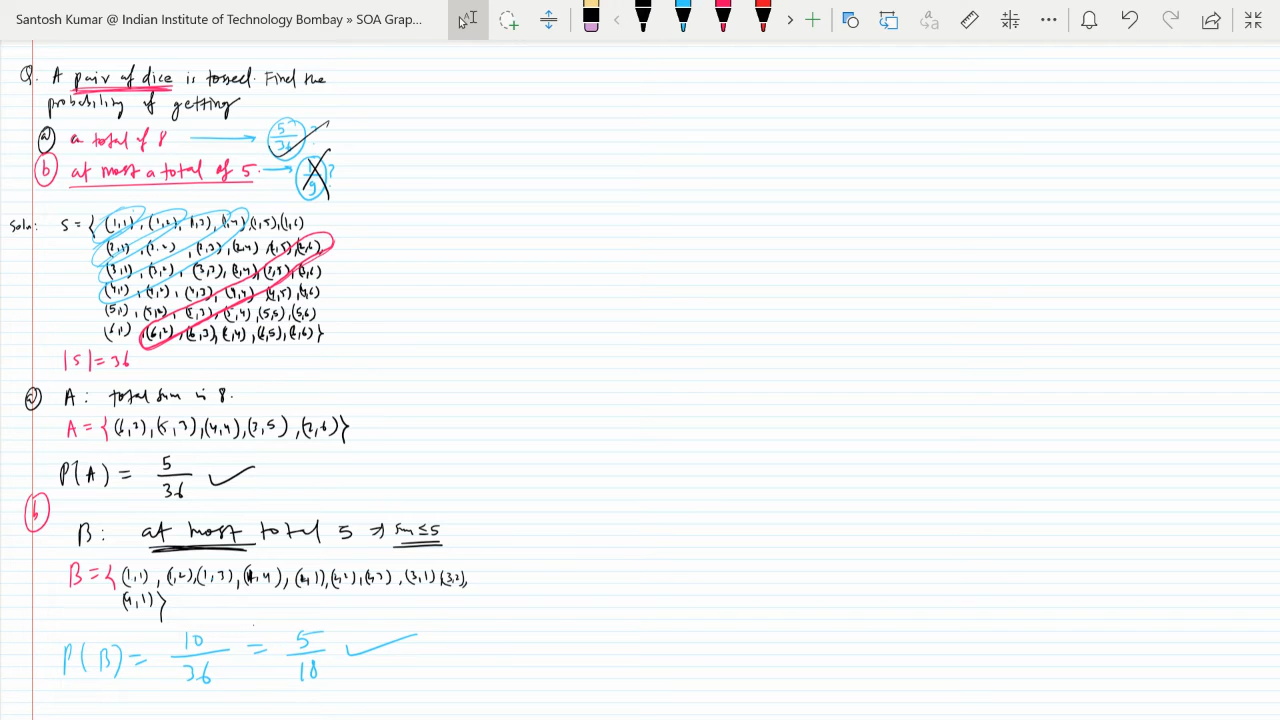 Santosh Kumar @ Indian Institute of Technology Bombay » SOA Grap...
Q. A pair of dice is tossed. Find the
probability of getting
a) a total of 8 → 5/36 ?
b) at most a total of 5. → 1/9 ?
Soln: S = { (1,1), (1,2), (1,3), (1,4), (1,5), (1,6)
(2,1), (2,2), (2,3), (2,4) (2,5) (2,6),
(3,1), (3,2), (3,3), (3,4), (3,5), (3,6)
(4,1), (4,2), (4,3), (4,4), (4,5), (4,6)
(5,1), (5,2), (5,3), (5,4), (5,5), (5,6)
(6,1), (6,2), (6,3), (6,4), (6,5), (6,6) }
|S| = 36
a) A: total sum is 8.
A = { (6,2), (5,3), (4,4), (3,5), (2,6) }
P(A) = 5/36
b
B: at most total 5 ⇒ sum ≤ 5
B = { (1,1), (1,2), (1,3), (1,4), (2,1), (2,2), (2,3), (3,1) (3,2),
(4,1) }
P(B) = 10/36 = 5/18